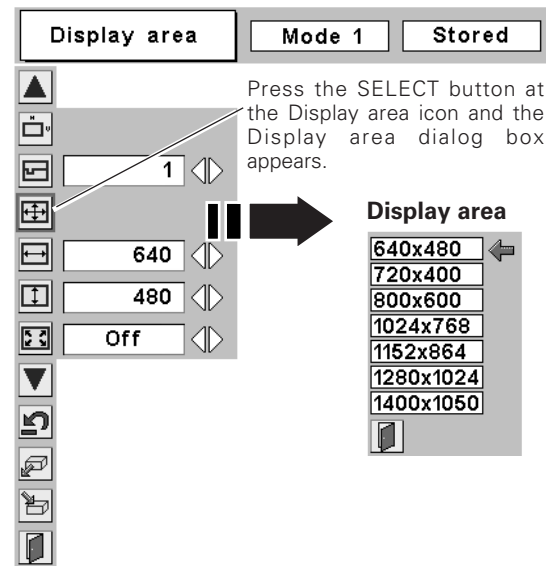 Display area
Mode 1
Stored
Press the SELECT button at
the Display area icon and the
Display area dialog box
appears.
H
V
1
640
480
Off
Display area
640x480
720x400
800x600
1024x768
1152x864
1280x1024
1400x1050